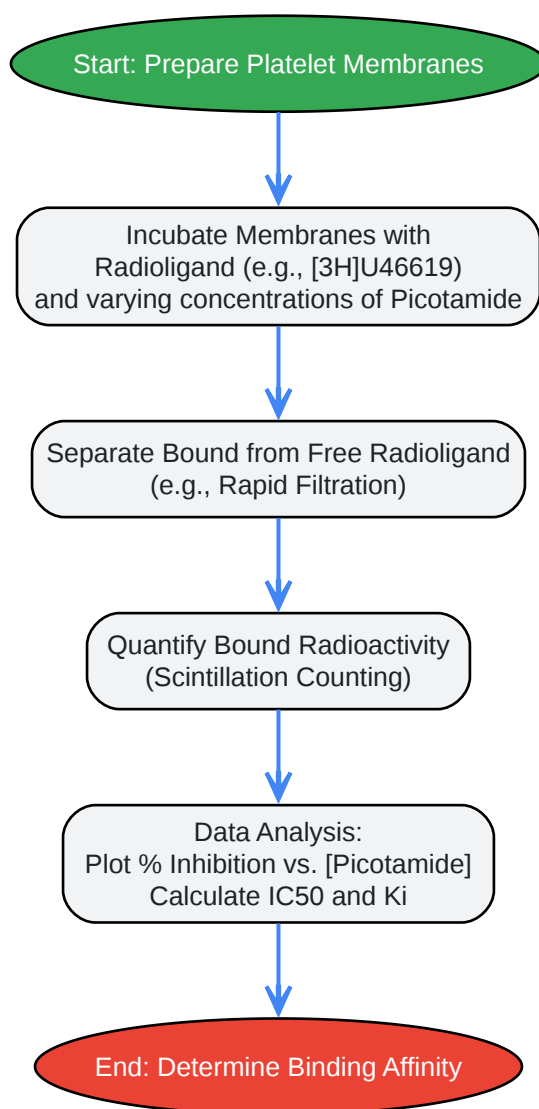 Start: Prepare Platelet Membranes
Incubate Membranes with
Radioligand (e.g., [3H]U46619)
and varying concentrations of Picotamide
Separate Bound from Free Radioligand
(e.g., Rapid Filtration)
Quantify Bound Radioactivity
(Scintillation Counting)
Data Analysis:
Plot % Inhibition vs. [Picotamide]
Calculate IC50 and Ki
End: Determine Binding Affinity